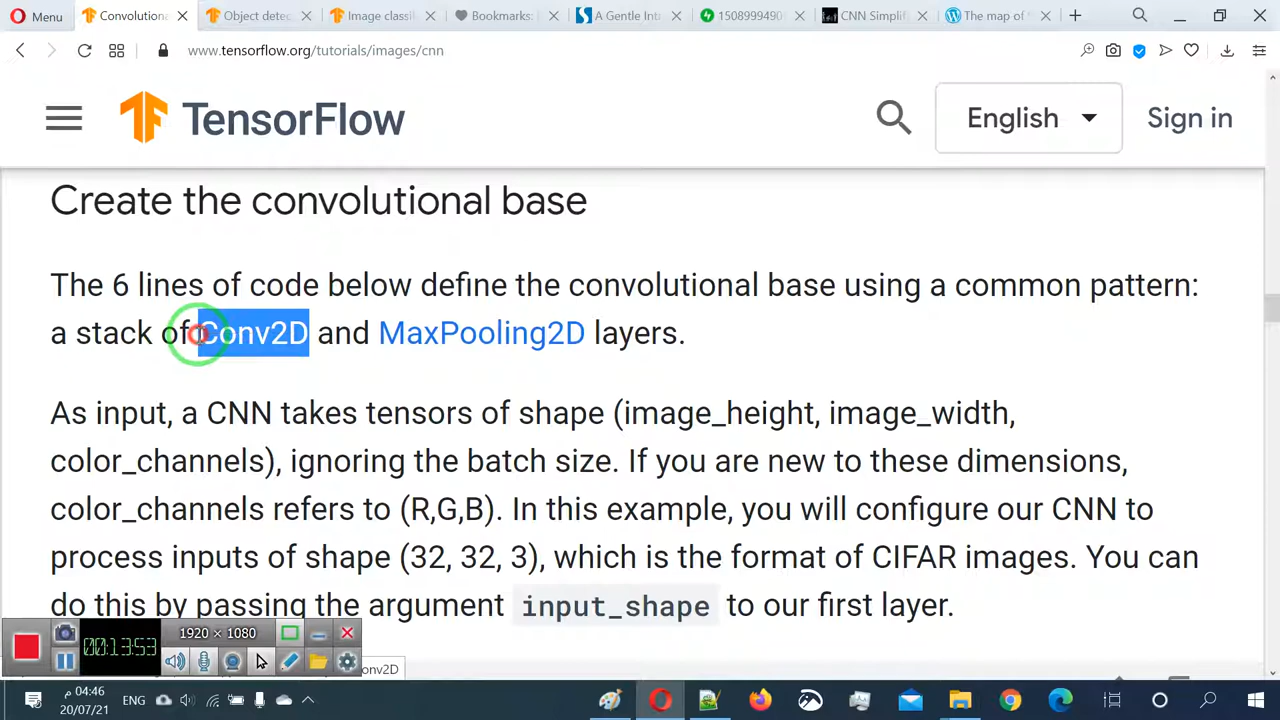 Menu
Convolutional
Object detec
Image classi
Bookmarks:
A Gentle Int
1508999490
CNN Simpl
The map of
www.tensorflow.org/tutorials/images/cnn
TensorFlow
English
Sign in
Create the convolutional base
The 6 lines of code below define the convolutional base using a common pattern:
a stack of Conv2D and MaxPooling2D layers.
As input, a CNN takes tensors of shape (image_height, image_width,
color_channels), ignoring the batch size. If you are new to these dimensions,
color_channels refers to (R,G,B). In this example, you will configure our CNN to
process inputs of shape (32, 32, 3), which is the format of CIFAR images. You can
do this by passing the argument input_shape to our first layer.
00:13:53
1920 × 1080
onv2D
04:46 م
20/07/21
ENG